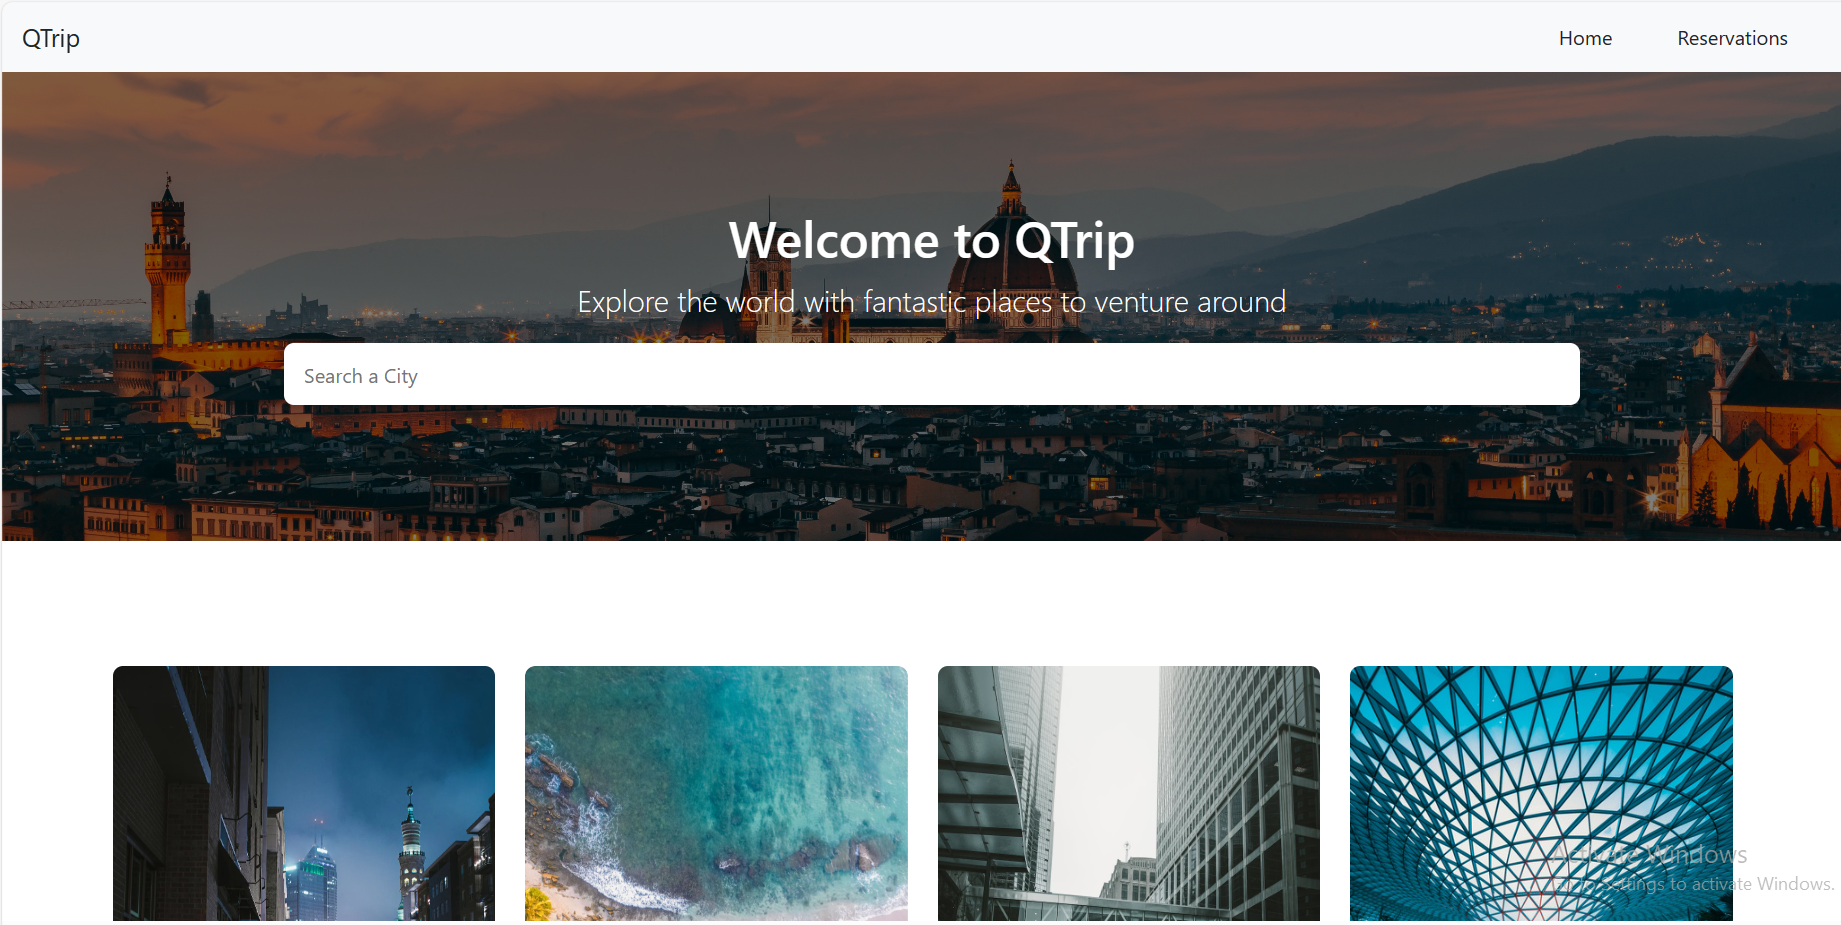 QTrip
Home
Reservations
Welcome to QTrip
Explore the world with fantastic places to venture around
Search a City
Activate Windows
Go to Settings to activate Windows.